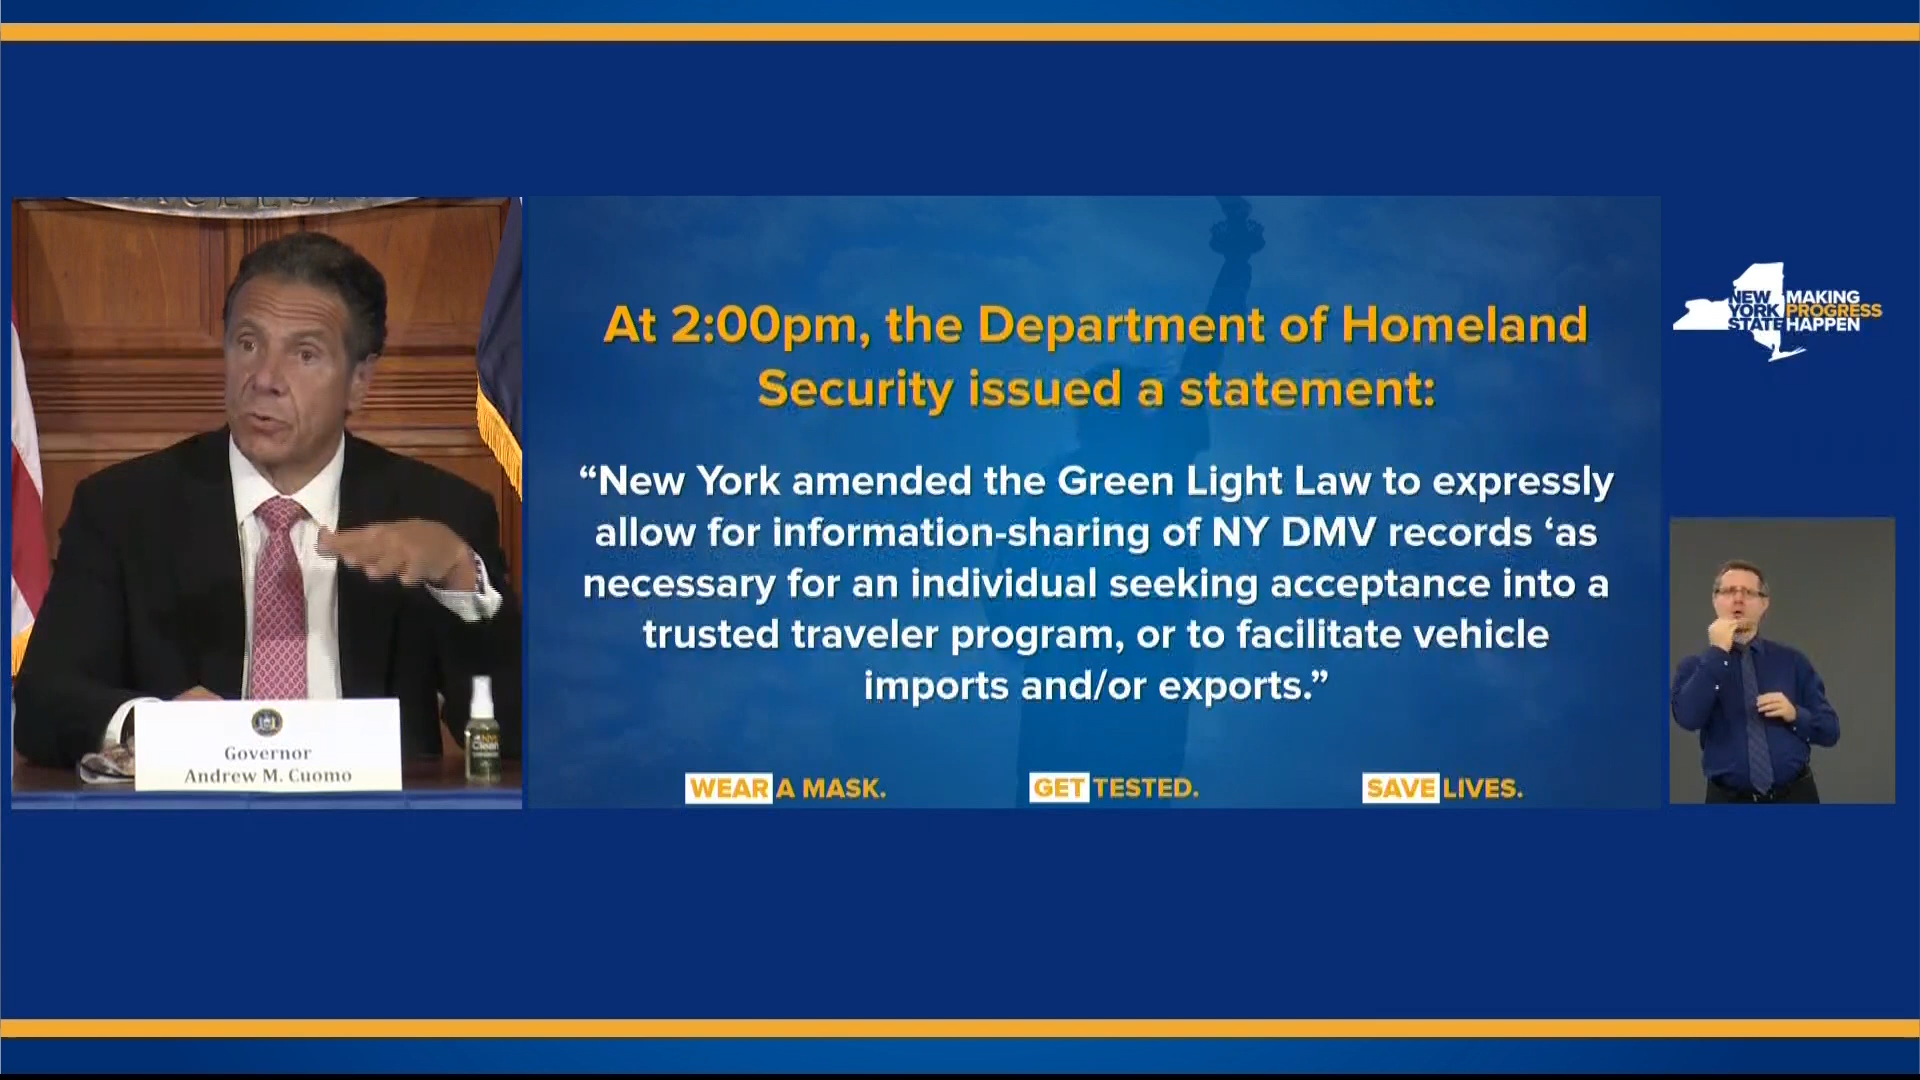 At 2:00pm, the Department of Homeland
Security issued a statement:
“New York amended the Green Light Law to expressly
allow for information-sharing of NY DMV records ‘as
necessary for an individual seeking acceptance into a
trusted traveler program, or to facilitate vehicle
imports and/or exports.”
WEAR A MASK.
GET TESTED.
SAVE LIVES.
Governor
Andrew M. Cuomo
Clean
NEW
YORK
STATE
MAKING
PROGRESS
HAPPEN